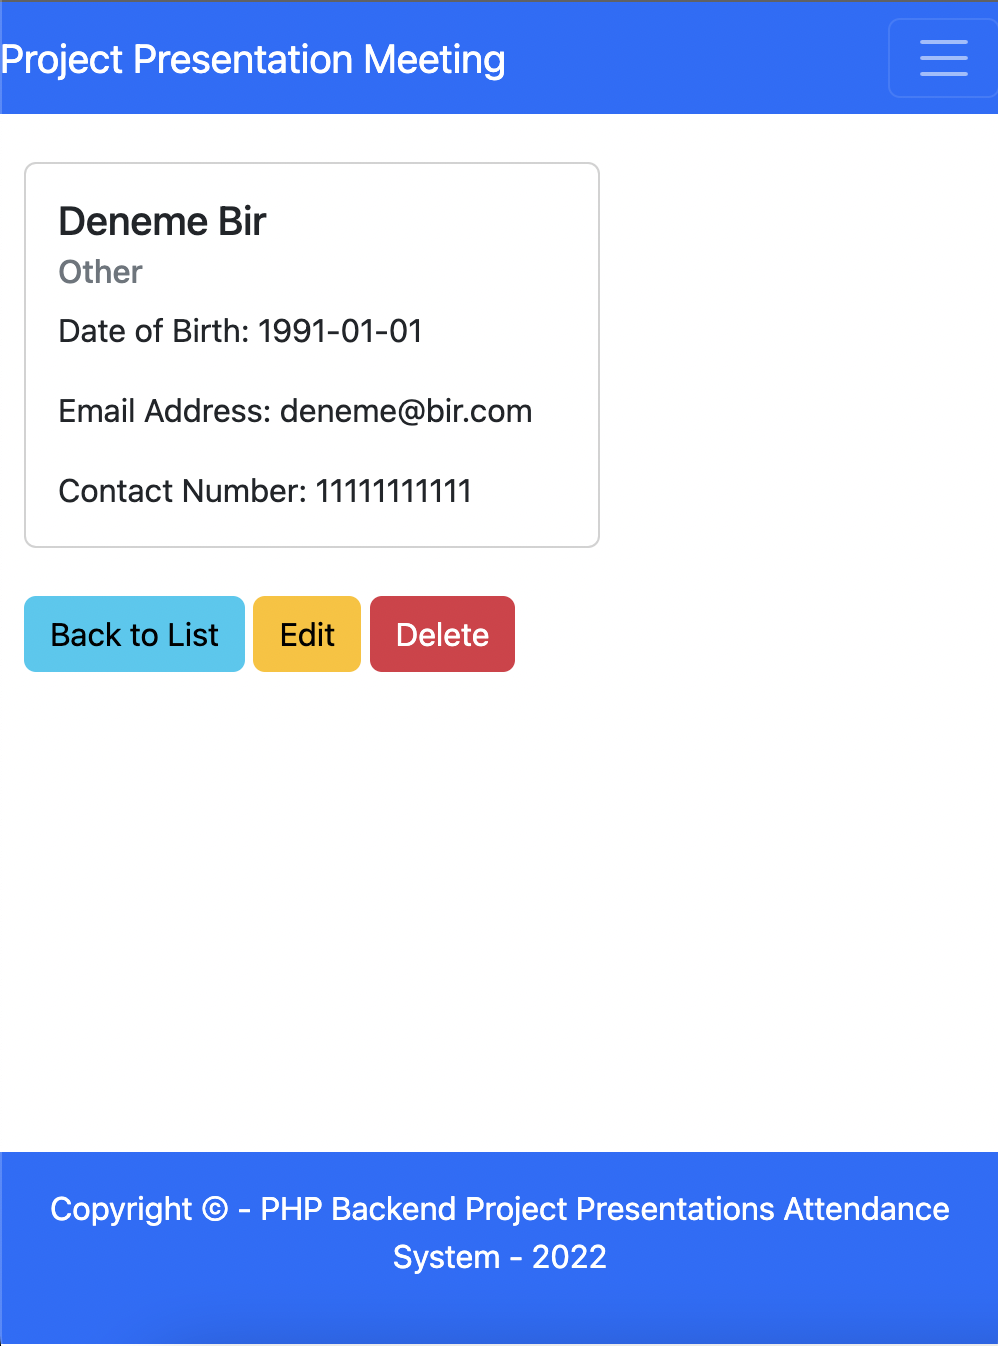 Project Presentation Meeting
Deneme Bir
Other
Date of Birth: 1991-01-01
Email Address: deneme@bir.com
Contact Number: 11111111111
Back to List Edit Delete
Copyright © - PHP Backend Project Presentations Attendance
System - 2022